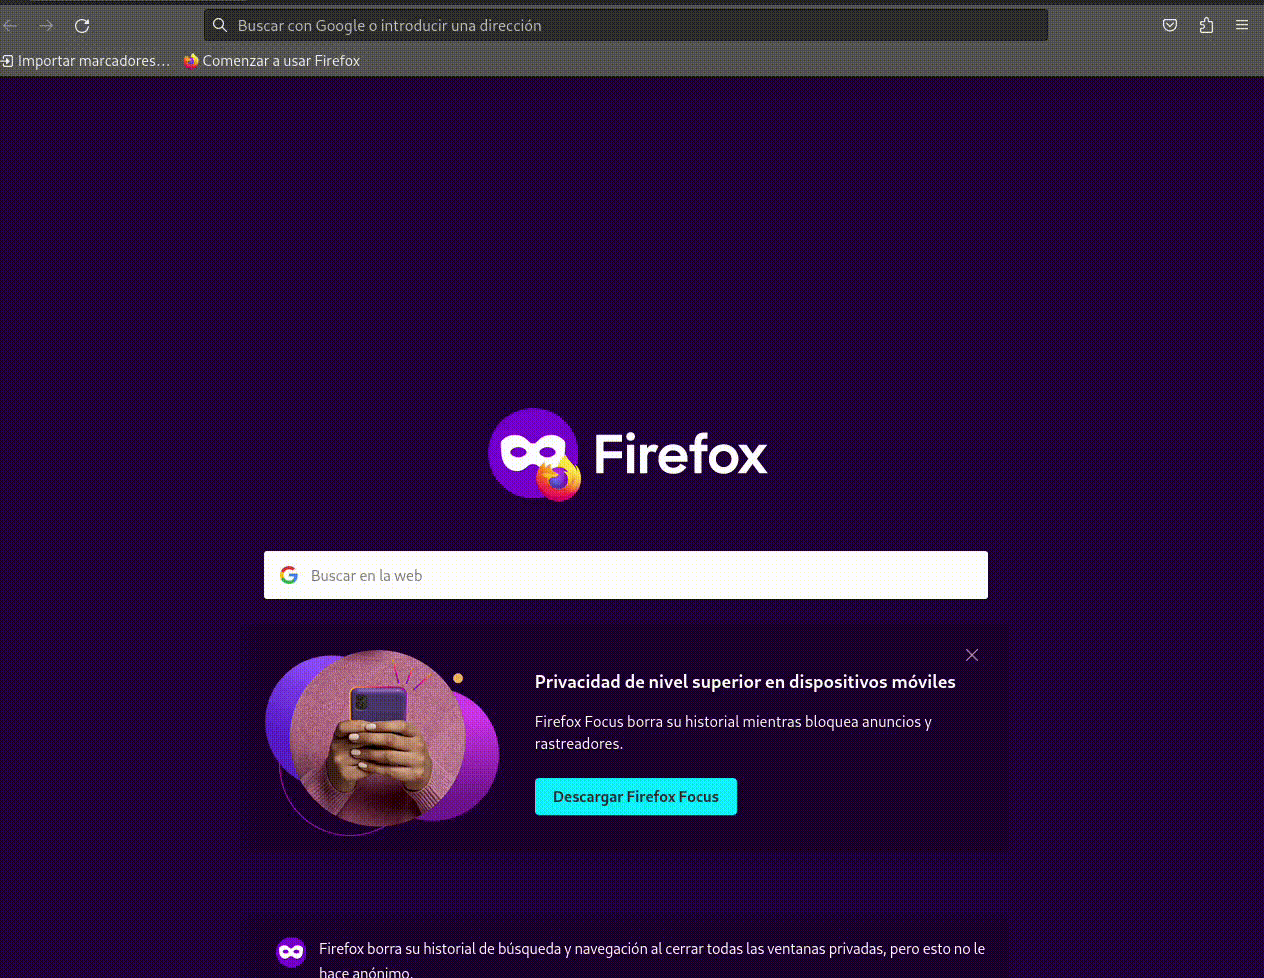 Buscar con Google o introducir una dirección
Importar marcadores...
Comenzar a usar Firefox
Firefox
Buscar en la web
Privacidad de nivel superior en dispositivos móviles
Firefox Focus borra su historial mientras bloquea anuncios y
rastreadores.
Descargar Firefox Focus
Firefox borra su historial de búsqueda y navegación al cerrar todas las ventanas privadas, pero esto no le
hace anónimo.